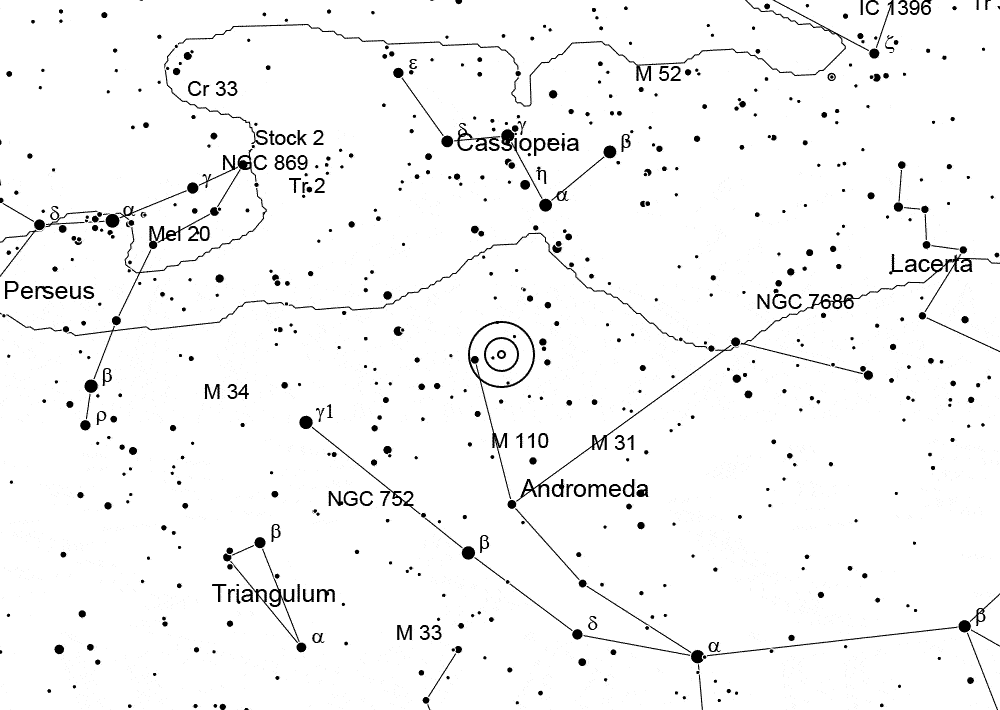 IC 1396
Tr
ζ
ε
M 52
Cr 33
δ
γ
Cassiopeia
β
Stock 2
NGC 869
Tr 2
γ
η
α
δ
α
Mel 20
Lacerta
Perseus
NGC 7686
β
M 34
ρ
γ1
M 110
M 31
Andromeda
NGC 752
β
β
Triangulum
α
M 33
δ
α
β